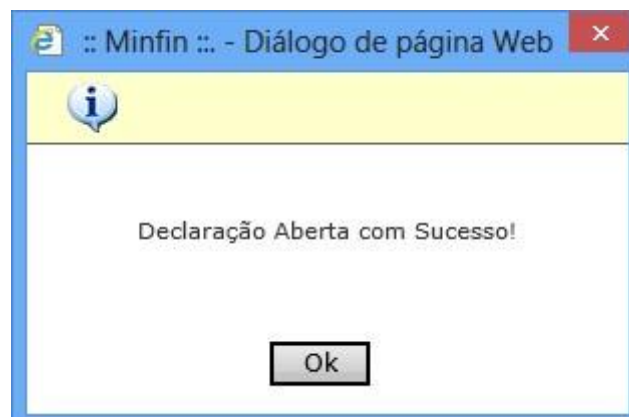 :: Minfin ::. - Diálogo de página Web
Declaração Aberta com Sucesso!
Ok